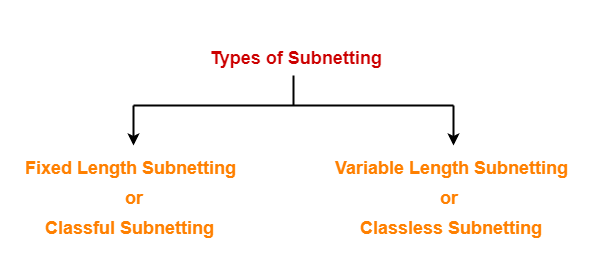 Types of Subnetting
Fixed Length Subnetting
or
Classful Subnetting
Variable Length Subnetting
or
Classless Subnetting